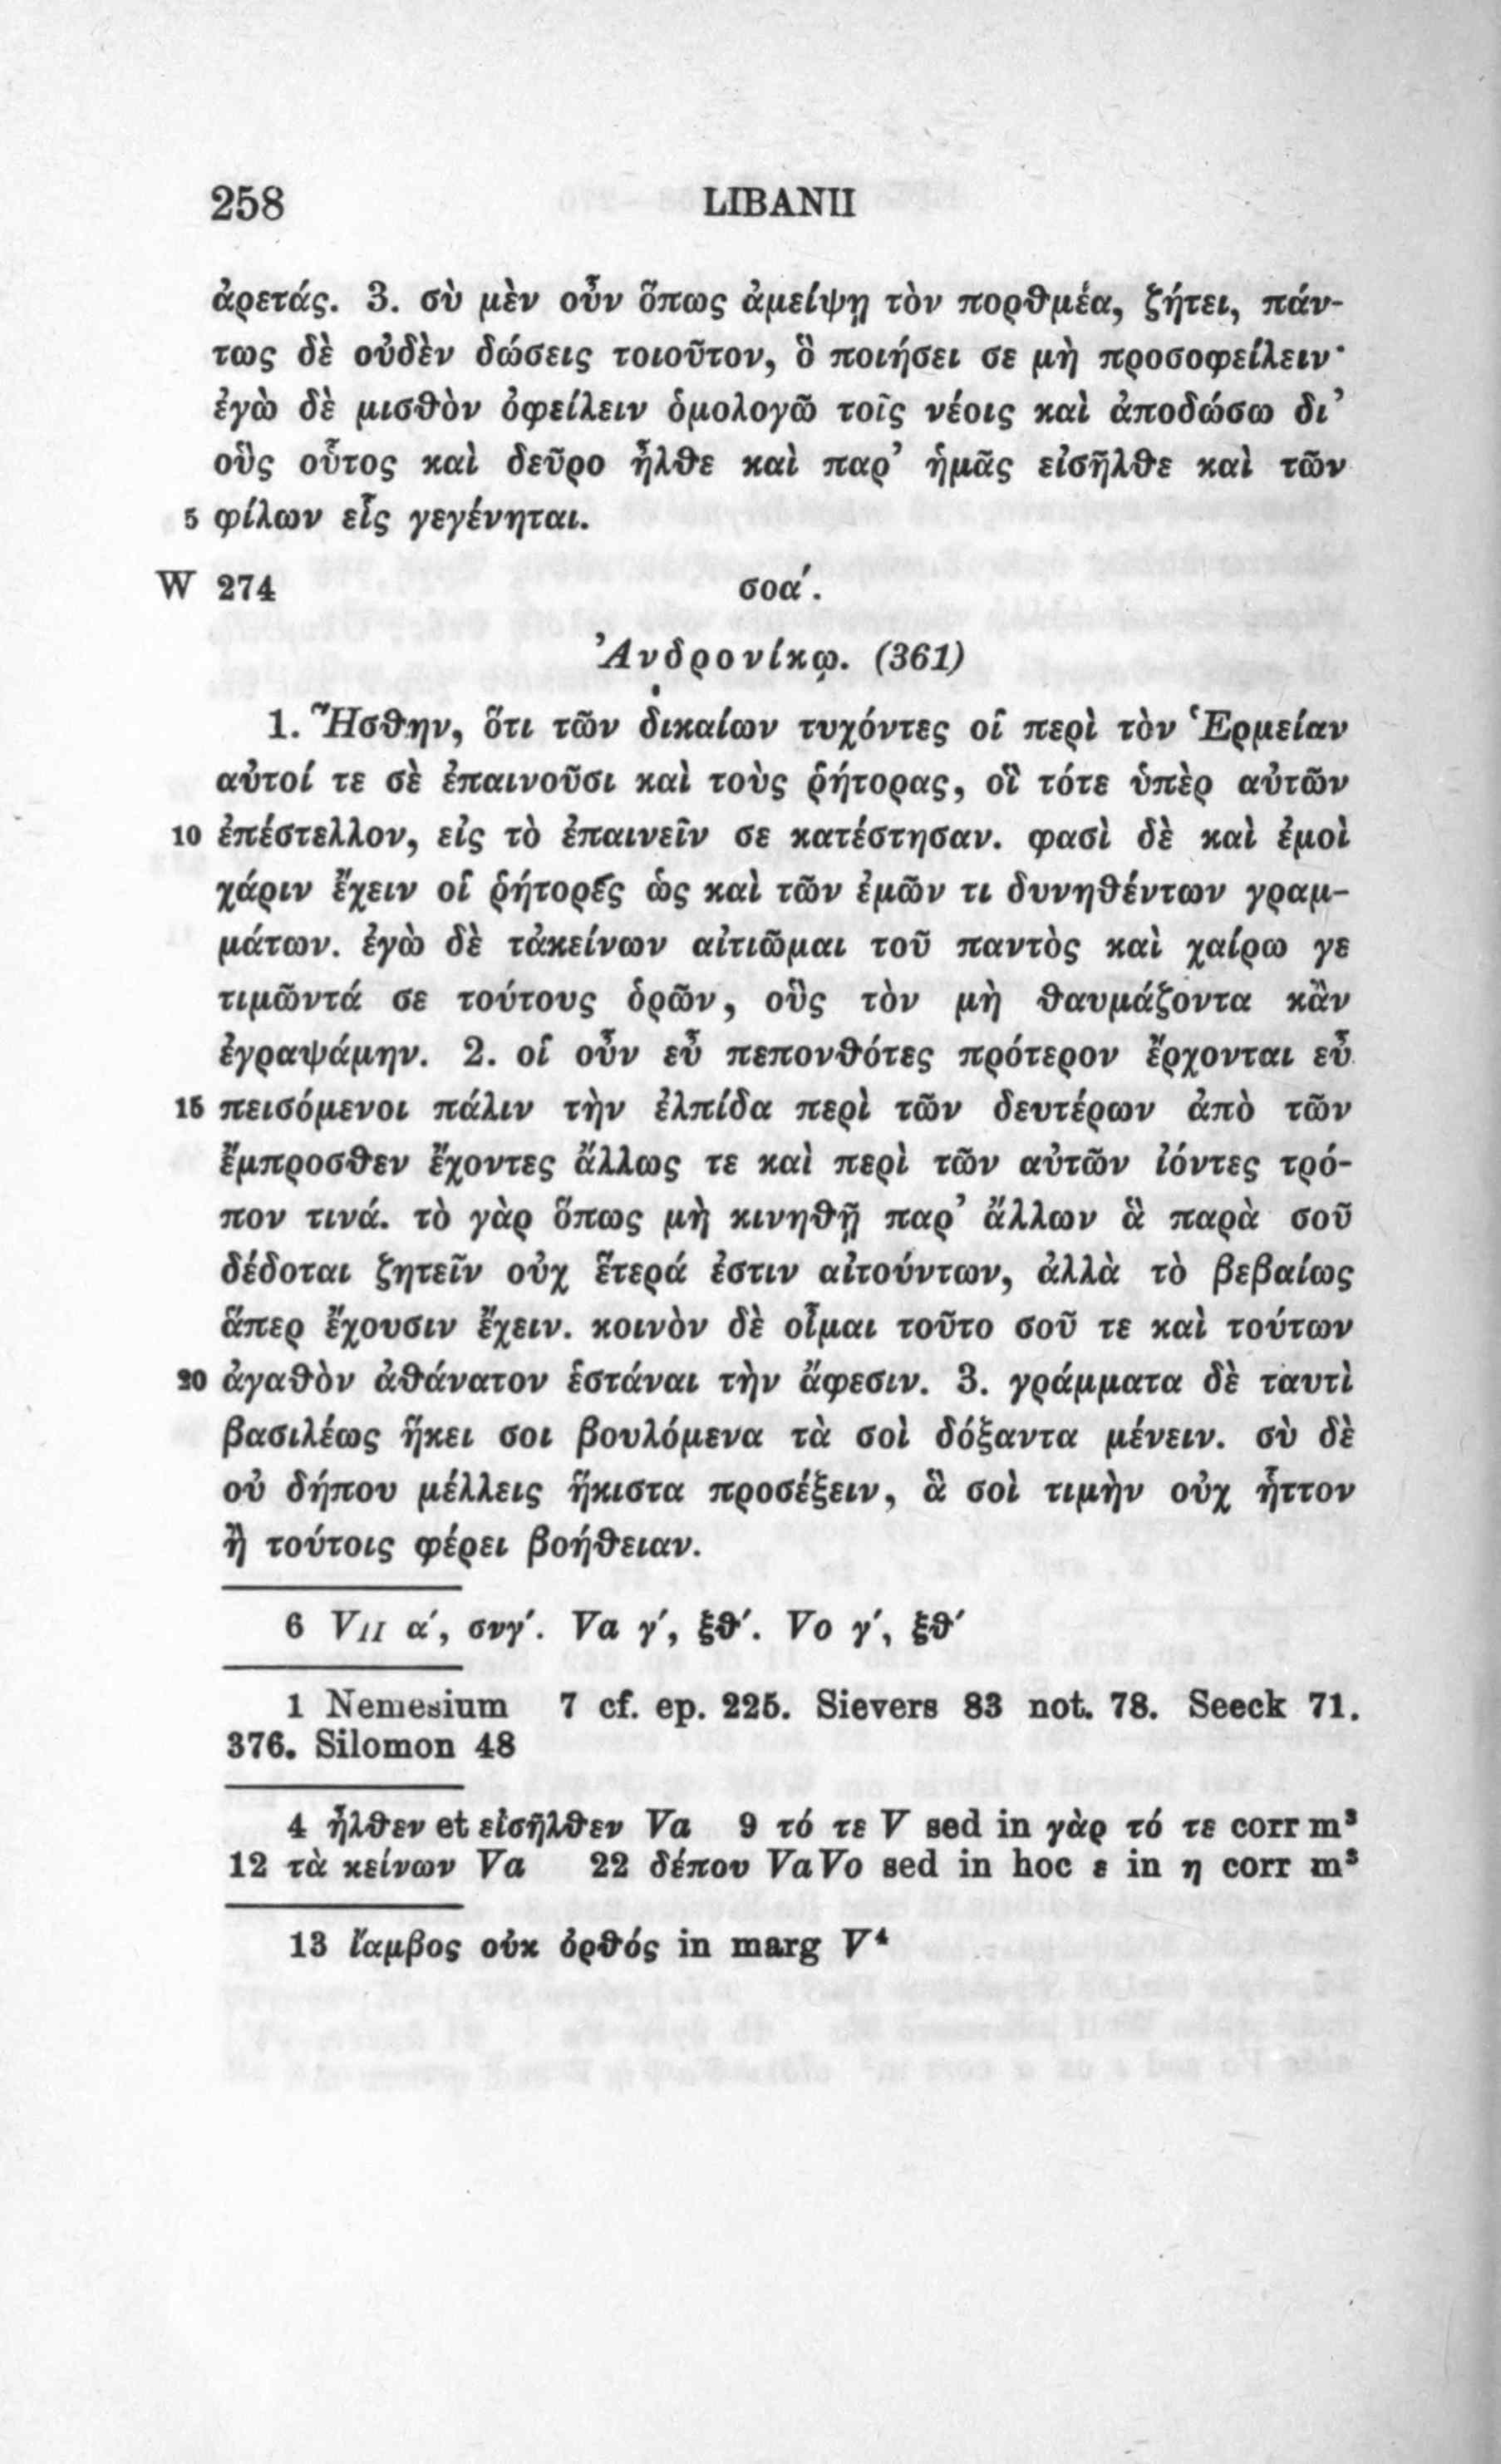 258 LIBANII
ἀρετάς. 3. σὺ μὲν οὖν ὅπως ἀμείψῃ τὸν πορθμέα, ζήτει, πάν-
τως δὲ οὐδὲν δώσεις τοιοῦτον, ὃ ποιήσει σε μὴ προσοφείλειν·
ἐγὼ δὲ μισθὸν ὀφείλειν ὁμολογῶ τοῖς νέοις καὶ ἀποδώσω δι’
οὓς οὗτος καὶ δεῦρο ἦλθε καὶ παρ’ ἡμᾶς εἰσῆλθε καὶ τῶν
5 φίλων εἷς γεγένηται.
W 274 σοα΄.
Ἀνδρονίκῳ. (361)
1. Ἥσθην, ὅτι τῶν δικαίων τυχόντες οἱ περὶ τὸν Ἑρμείαν
αὐτοί τε σὲ ἐπαινοῦσι καὶ τοὺς ῥήτορας, οἳ τότε ὑπὲρ αὐτῶν
10 ἐπέστελλον, εἰς τὸ ἐπαινεῖν σε κατέστησαν. φασὶ δὲ καὶ ἐμοὶ
χάριν ἔχειν οἱ ῥήτορες ὡς καὶ τῶν ἐμῶν τι δυνηθέντων γραμ-
μάτων. ἐγὼ δὲ τἀκείνων αἰτιῶμαι τοῦ παντὸς καὶ χαίρω γε
τιμῶντά σε τούτους ὁρῶν, οὓς τὸν μὴ θαυμάζοντα κἂν
ἐγραψάμην. 2. οἱ οὖν εὖ πεπονθότες πρότερον ἔρχονται εὖ
15 πεισόμενοι πάλιν τὴν ἐλπίδα περὶ τῶν δευτέρων ἀπὸ τῶν
ἔμπροσθεν ἔχοντες ἄλλως τε καὶ περὶ τῶν αὐτῶν ἰόντες τρό-
πον τινά. τὸ γὰρ ὅπως μὴ κινηθῇ παρ’ ἄλλων ἃ παρὰ σοῦ
δέδοται ζητεῖν οὐχ ἕτερά ἐστιν αἰτούντων, ἀλλὰ τὸ βεβαίως
ἅπερ ἔχουσιν ἔχειν. κοινὸν δὲ οἶμαι τοῦτο σοῦ τε καὶ τούτων
20 ἀγαθὸν ἀθάνατον ἑστάναι τὴν ἄφεσιν. 3. γράμματα δὲ ταυτὶ
βασιλέως ἥκει σοι βουλόμενα τὰ σοὶ δόξαντα μένειν. σὺ δὲ
οὐ δήπου μέλλεις ἥκιστα προσέξειν, ἃ σοὶ τιμὴν οὐχ ἧττον
ἢ τούτοις φέρει βοήθειαν.
6 VII α΄, συγ΄. Va γ΄, ξθ΄. Vo γ΄, ξθ΄
1 Nemesium 7 cf. ep. 225. Sievers 83 not. 78. Seeck 71.
376. Silomon 48
4 ἦλθεν et εἰσῆλθεν Va 9 τό τε V sed in γὰρ τό τε corr m³
12 τὰ κείνων Va 22 δέπου Va Vo sed in hoc ε in η corr m³
13 ἴαμβος οὐκ ὀρθός in marg V⁴